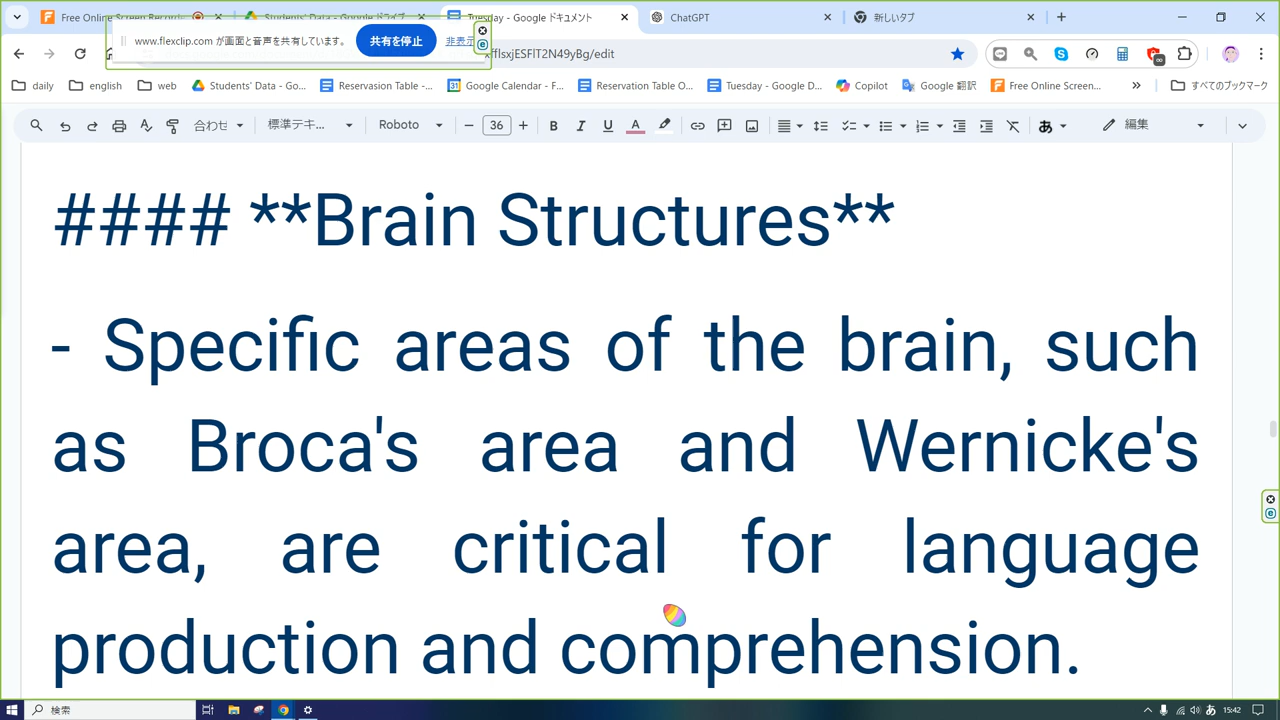 Free Online Screen Records
Students' Data - Google ドライブ
Tuesday - Google ドキュメント
ChatGPT
新しいタブ
www.flexclip.com が画面と音声を共有しています。
共有を停止
非表示
fflsxjESFlT2N49yBg/edit
daily
english
web
Students' Data - Go...
Reservasion Table -...
Google Calendar - F...
Reservation Table O...
Tuesday - Google D...
Copilot
Google 翻訳
Free Online Screen...
すべてのブックマーク
合わせ
標準テキ...
Roboto
36
編集
#### **Brain Structures**
- Specific areas of the brain, such
as Broca's area and Wernicke's
area, are critical for language
production and comprehension.
検索
あ
15:42